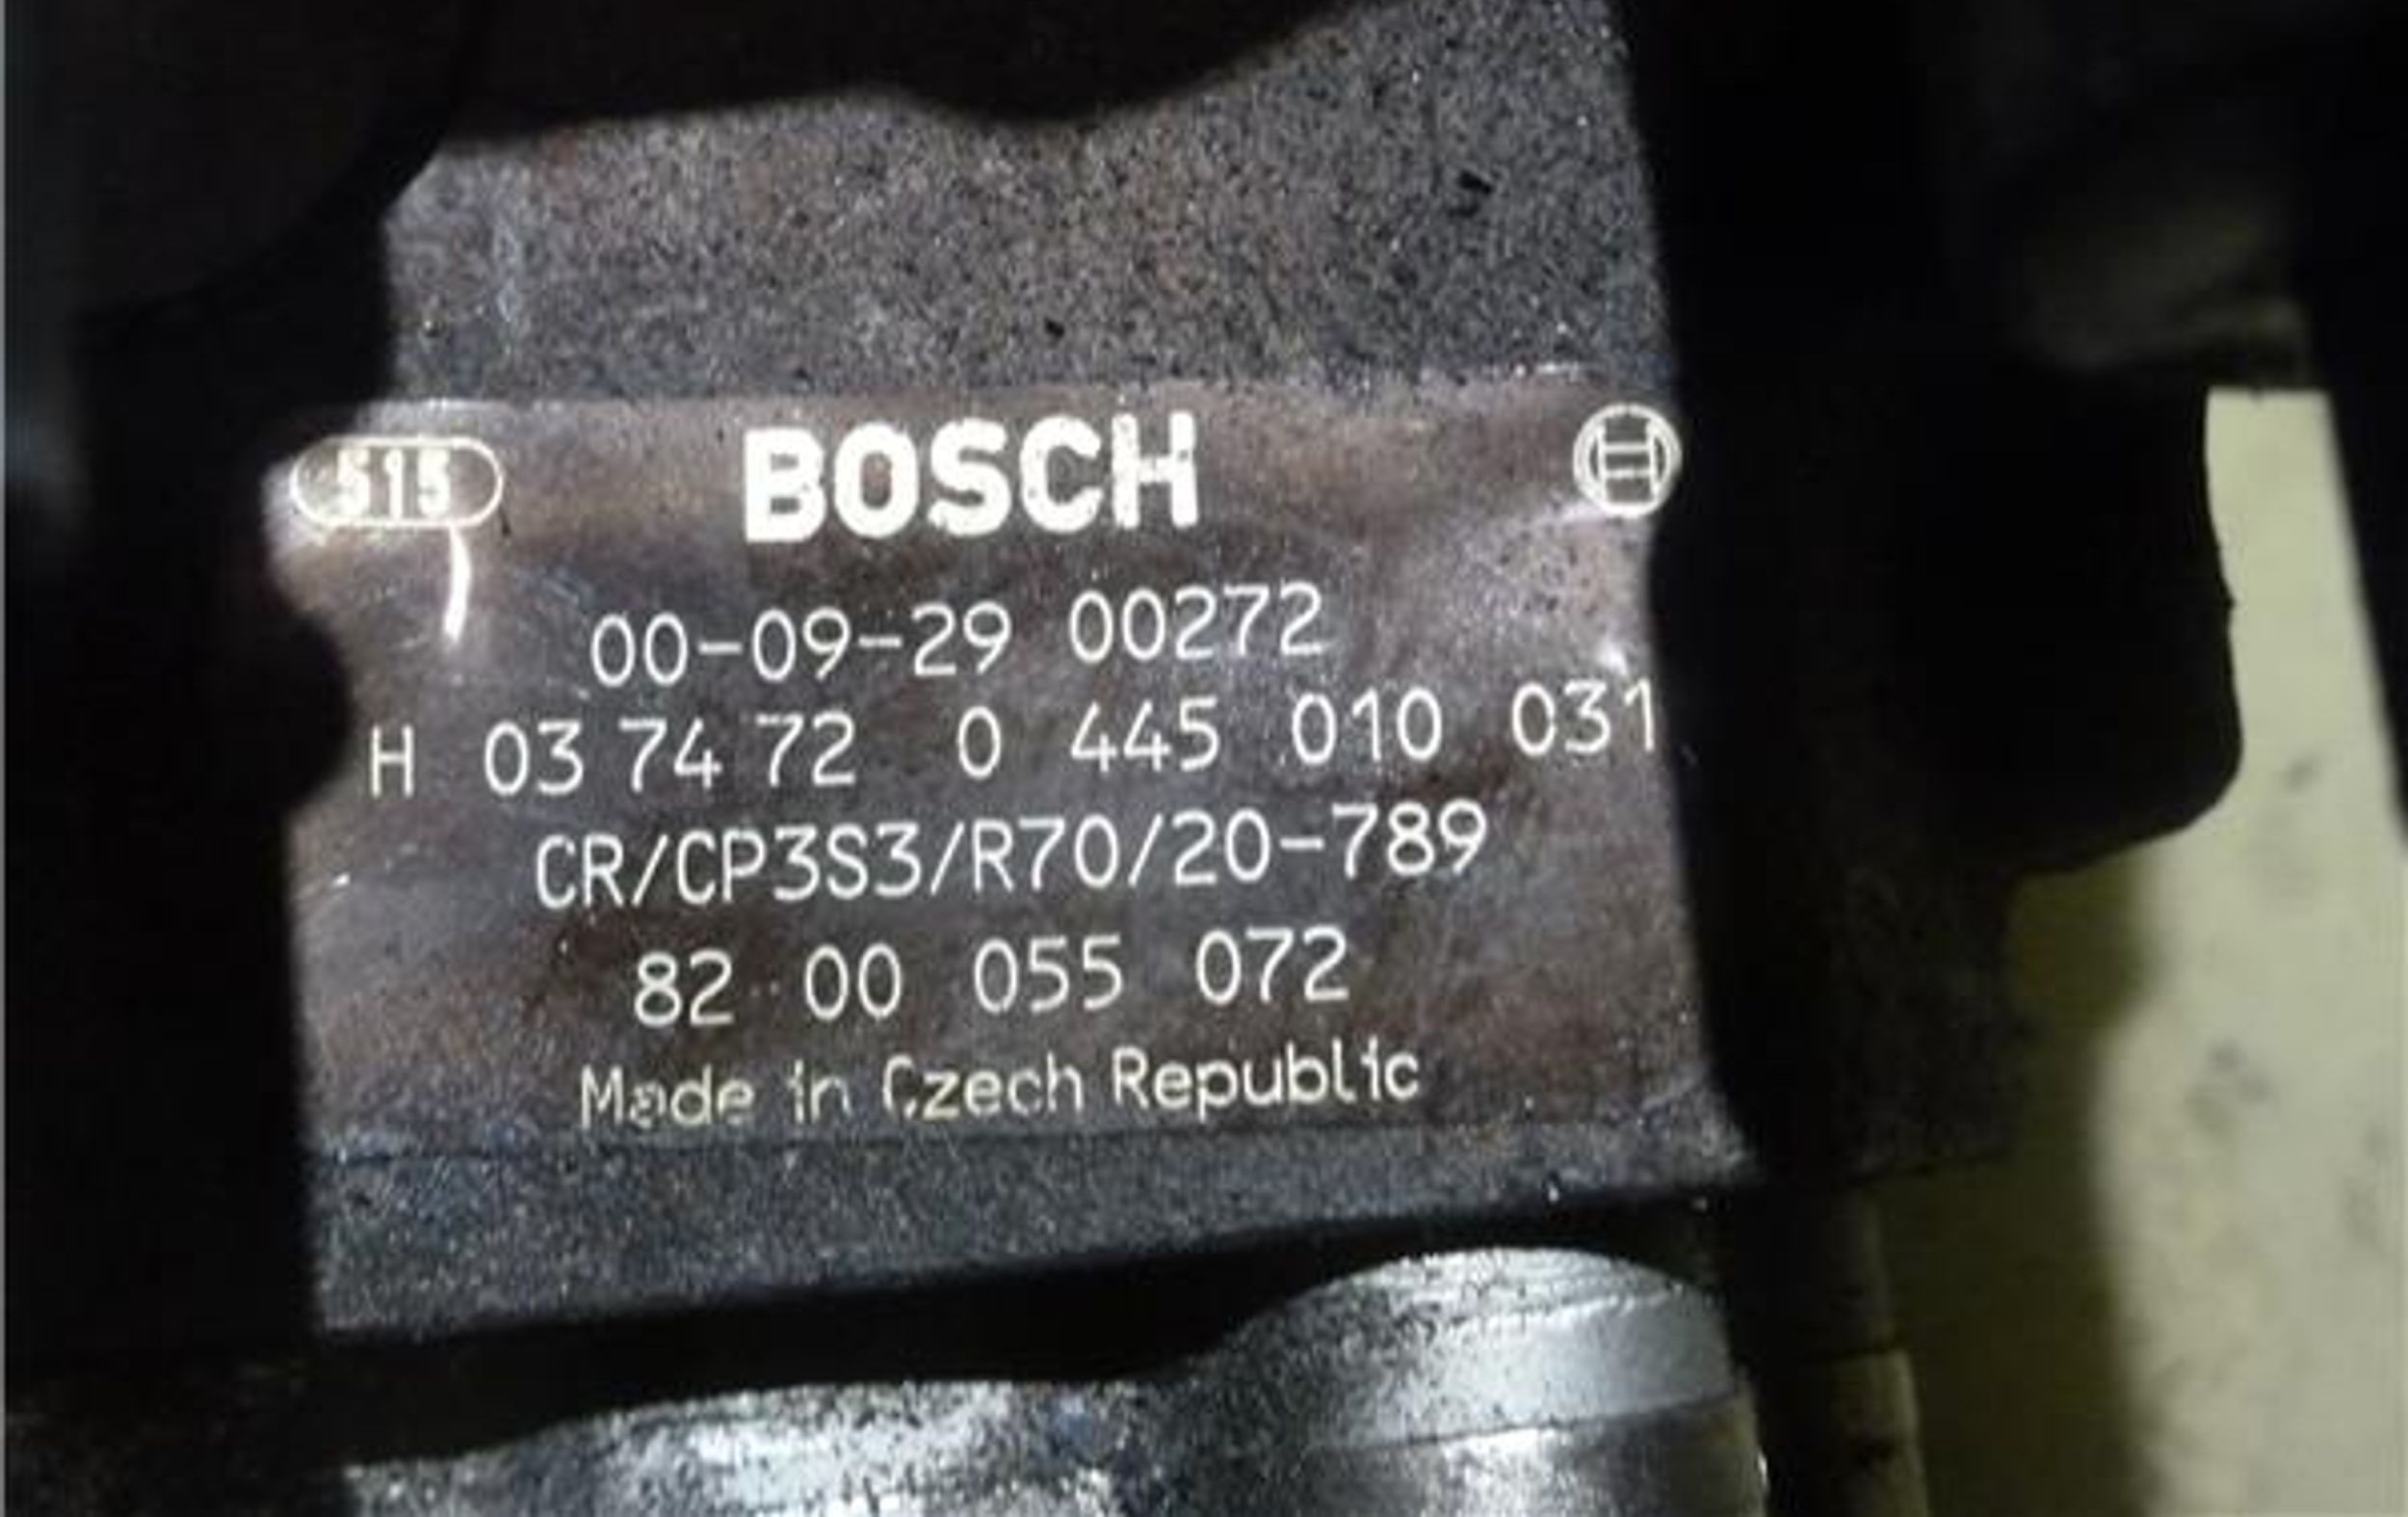 515 BOSCH
00-09-29 00272
H 03 74 72 0 445 010 031
CR/CP3S3/R70/20-789
82 00 055 072
Made in Czech Republic